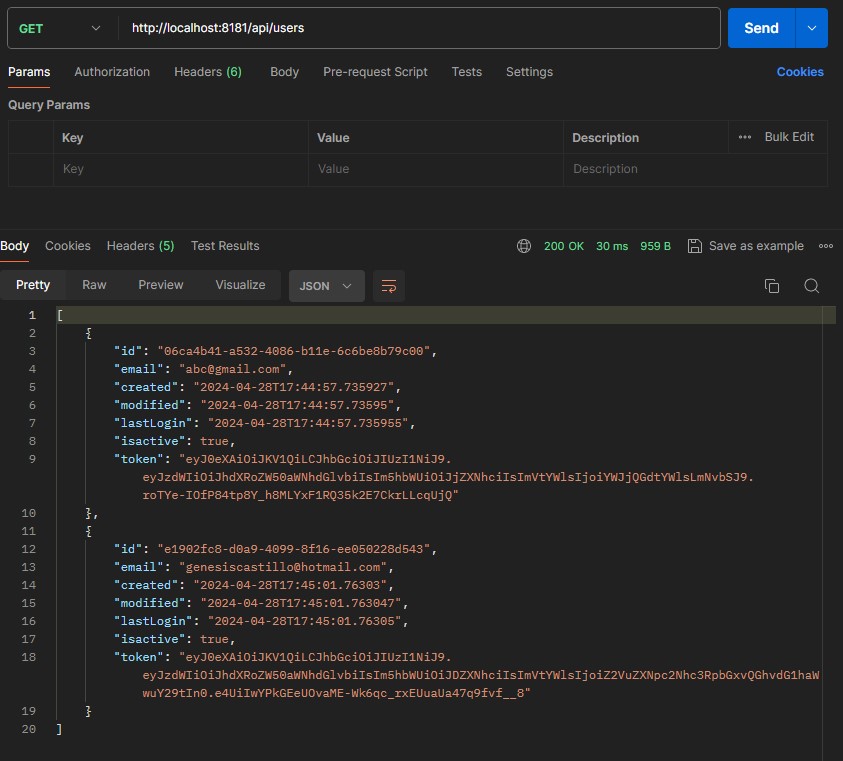 GET http://localhost:8181/api/users Send
Params Authorization Headers (6) Body Pre-request Script Tests Settings Cookies
Query Params
Key Value Description ••• Bulk Edit
Key Value Description
Body Cookies Headers (5) Test Results 200 OK 30 ms 959 B Save as example •••
Pretty Raw Preview Visualize JSON
1 [
2 {
3 "id": "06ca4b41-a532-4086-b11e-6c6be8b79c00",
4 "email": "abc@gmail.com",
5 "created": "2024-04-28T17:44:57.735927",
6 "modified": "2024-04-28T17:44:57.73595",
7 "lastLogin": "2024-04-28T17:44:57.735955",
8 "isactive": true,
9 "token": "eyJ0eXAiOiJKV1QiLCJhbGciOiJIUzI1NiJ9.
eyJzdWIiOiJhdXRoZW50aWNhdGlvbiIsIm5hbWUiOiJjZXNhciIsImVtYWlsIjoiYWJjQGdtYWlsLmNvbSJ9.
roTYe-IOfP84tp8Y_h8MLYxF1RQ35k2E7CkrLLcqUjQ"
10 },
11 {
12 "id": "e1902fc8-d0a9-4099-8f16-ee050228d543",
13 "email": "genesiscastillo@hotmail.com",
14 "created": "2024-04-28T17:45:01.76303",
15 "modified": "2024-04-28T17:45:01.763047",
16 "lastLogin": "2024-04-28T17:45:01.76305",
17 "isactive": true,
18 "token": "eyJ0eXAiOiJKV1QiLCJhbGciOiJIUzI1NiJ9.
eyJzdWIiOiJhdXRoZW50aWNhdGlvbiIsIm5hbWUiOiJDZXNhciIsImVtYWlsIjoiZ2VuZXNpc2Nhc3RpbGxvQGhvdG1haW
wuY29tIn0.e4UiIwYPkGEeUOvaME-Wk6qc_rxEUuaUa47q9fvf__8"
19 }
20 ]